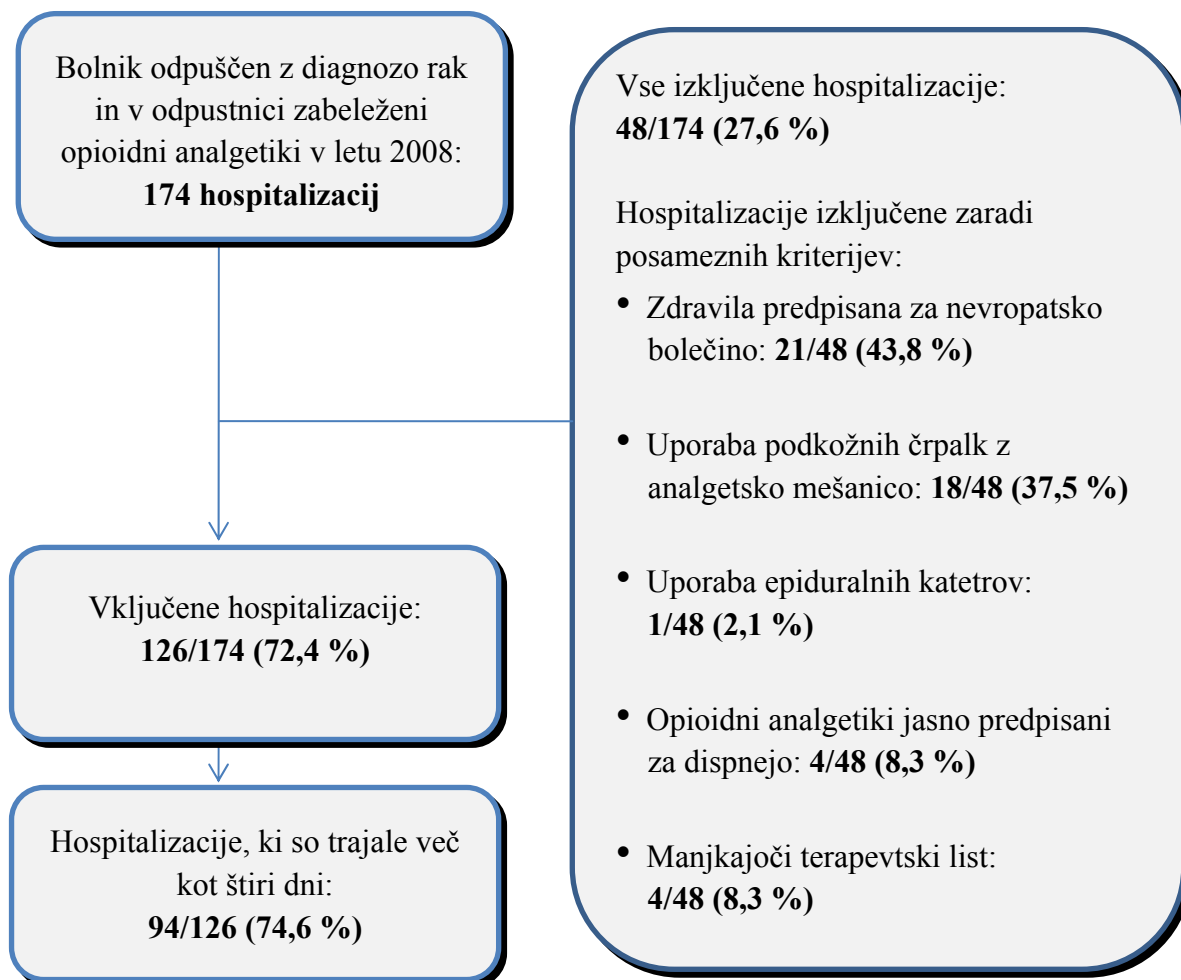 Bolnik odpuščen z diagnozo rak
in v odpustnici zabeleženi
opioidni analgetiki v letu 2008:
174 hospitalizacij
Vse izključene hospitalizacije:
48/174 (27,6 %)
Hospitalizacije izključene zaradi
posameznih kriterijev:
• Zdravila predpisana za nevropatsko
bolečino: 21/48 (43,8 %)
• Uporaba podkožnih črpalk z
analgetsko mešanico: 18/48 (37,5 %)
• Uporaba epiduralnih katetrov:
1/48 (2,1 %)
• Opioidni analgetiki jasno predpisani
za dispnejo: 4/48 (8,3 %)
• Manjkajoči terapevtski list:
4/48 (8,3 %)
Vključene hospitalizacije:
126/174 (72,4 %)
Hospitalizacije, ki so trajale več
kot štiri dni:
94/126 (74,6 %)